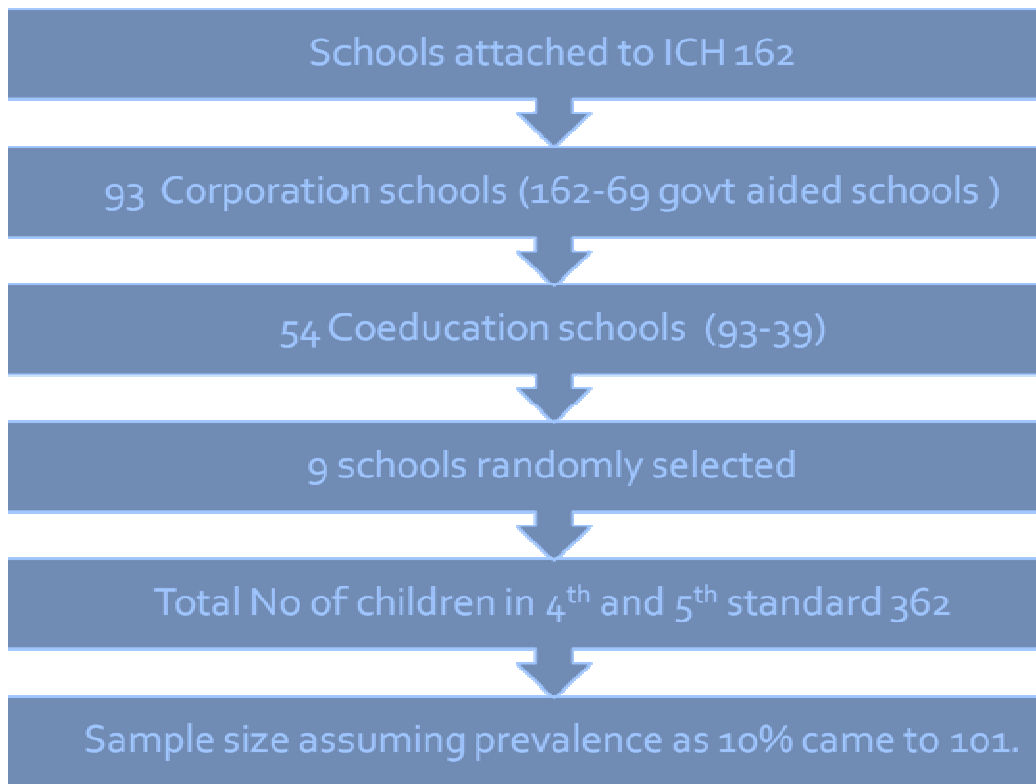 Schools attached to ICH 162
93 Corporation schools (162-69 govt aided schools )
54 Coeducation schools (93-39)
9 schools randomly selected
Total No of children in 4th and 5th standard 362
Sample size assuming prevalence as 10% came to 101.